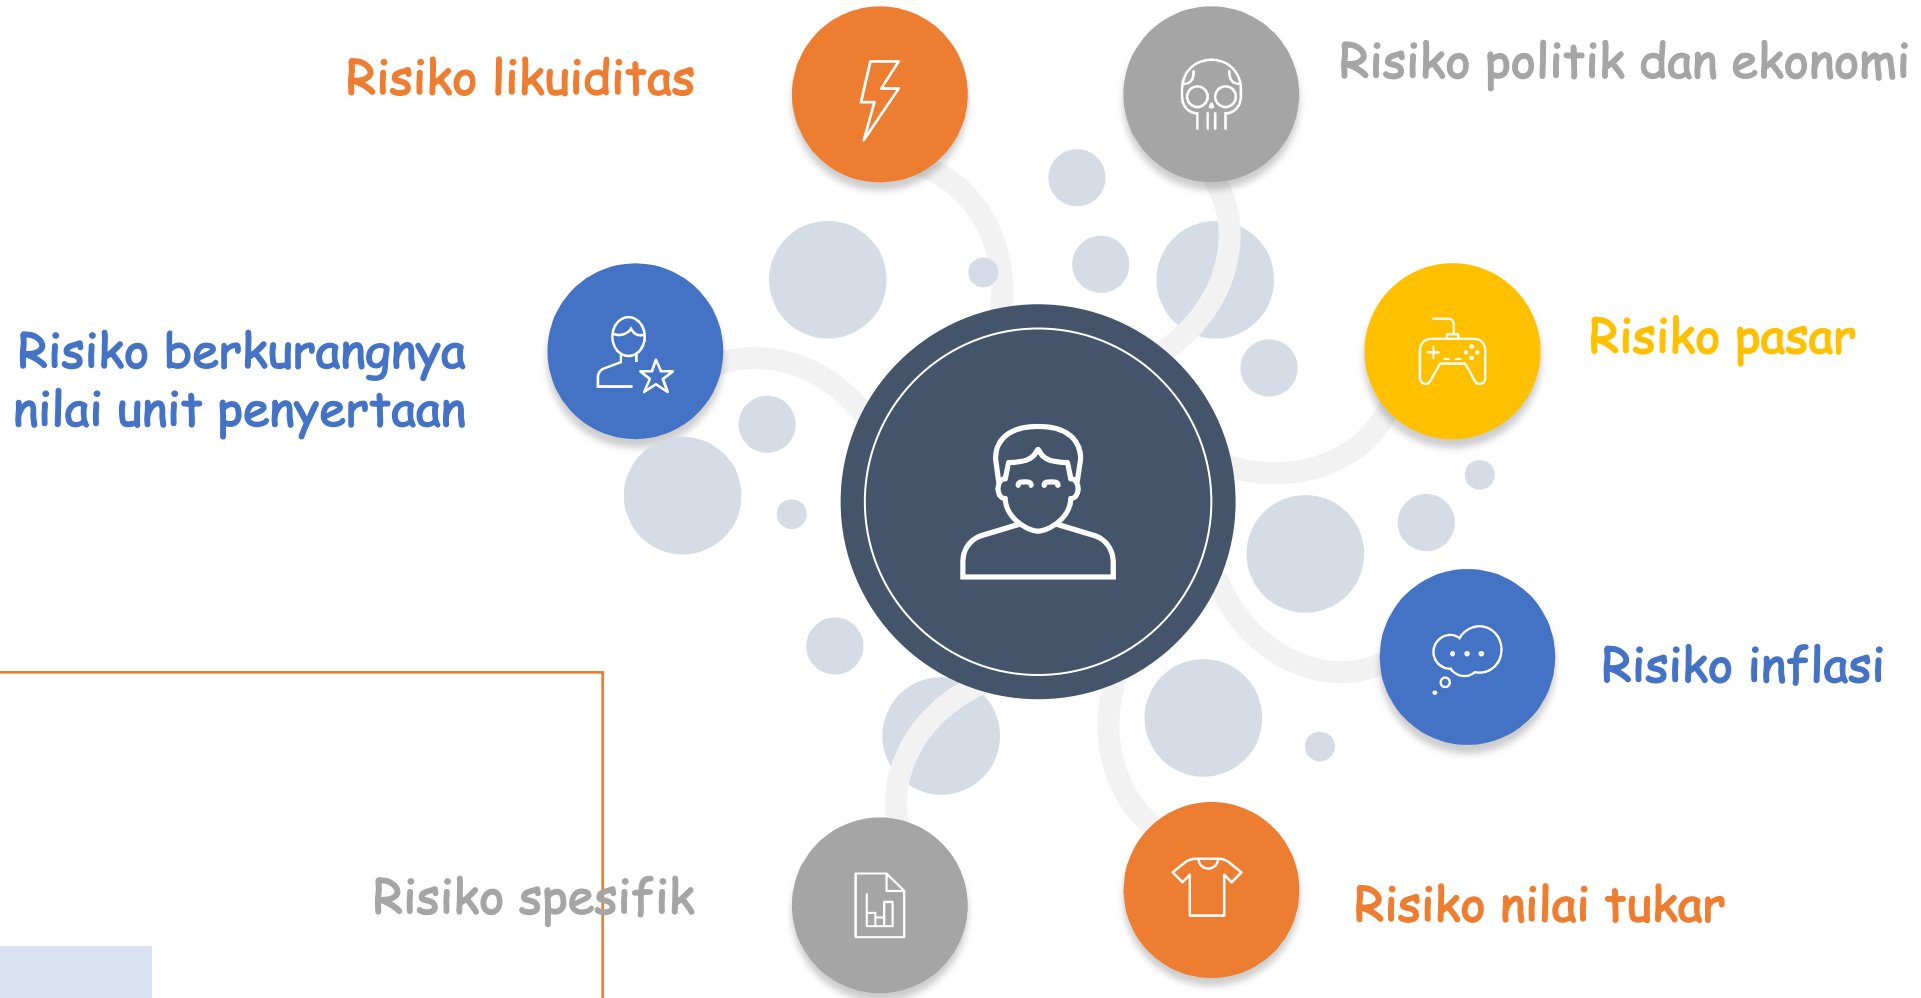 Risiko likuiditas
Risiko politik dan ekonomi
Risiko berkurangnya
nilai unit penyertaan
Risiko pasar
Risiko inflasi
Risiko spesifik
Risiko nilai tukar